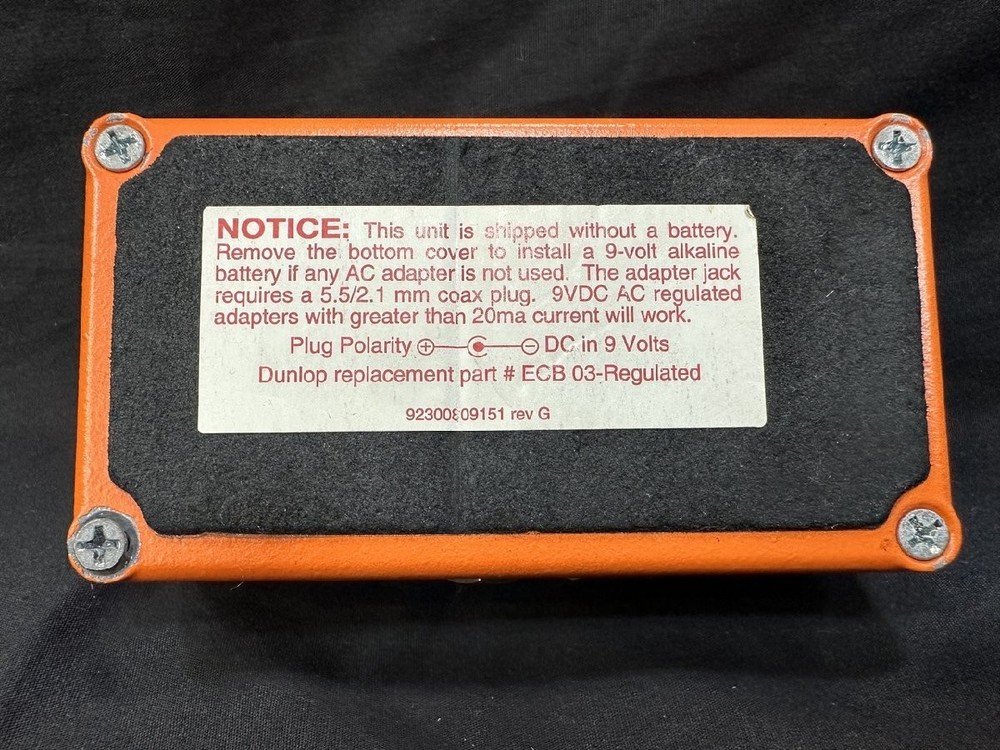 NOTICE: This unit is shipped without a battery.
Remove the bottom cover to install a 9-volt alkaline
battery if any AC adapter is not used. The adapter jack
requires a 5.5/2.1 mm coax plug. 9VDC AC regulated
adapters with greater than 20ma current will work.
Plug Polarity ⊕ ⊖ DC in 9 Volts
Dunlop replacement part # ECB 03-Regulated
92300809151 rev G